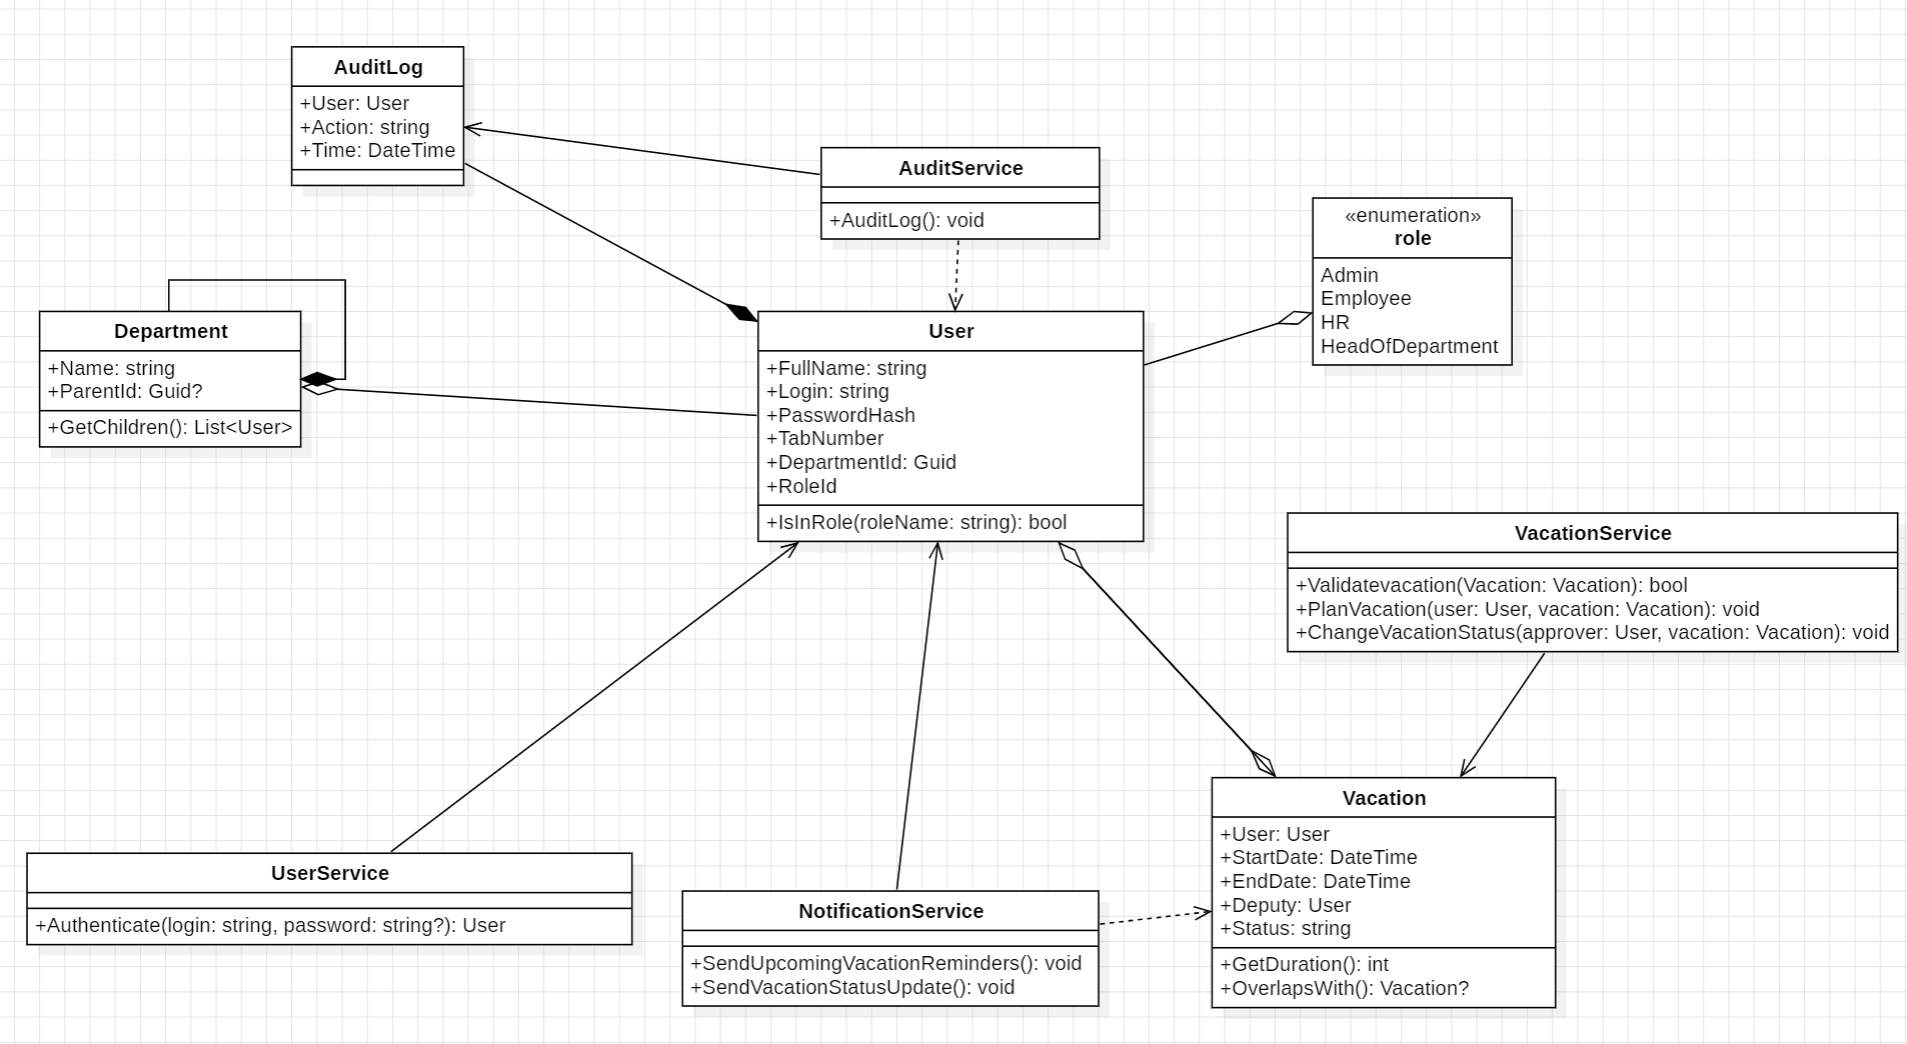 AuditLog
+User: User
+Action: string
+Time: DateTime
AuditService
+AuditLog(): void
«enumeration»
role
Admin
Employee
HR
HeadOfDepartment
Department
+Name: string
+ParentId: Guid?
+GetChildren(): List<User>
User
+FullName: string
+Login: string
+PasswordHash
+TabNumber
+DepartmentId: Guid
+RoleId
+IsInRole(roleName: string): bool
VacationService
+Validatevacation(Vacation: Vacation): bool
+PlanVacation(user: User, vacation: Vacation): void
+ChangeVacationStatus(approver: User, vacation: Vacation): void
UserService
+Authenticate(login: string, password: string?): User
NotificationService
+SendUpcomingVacationReminders(): void
+SendVacationStatusUpdate(): void
Vacation
+User: User
+StartDate: DateTime
+EndDate: DateTime
+Deputy: User
+Status: string
+GetDuration(): int
+OverlapsWith(): Vacation?